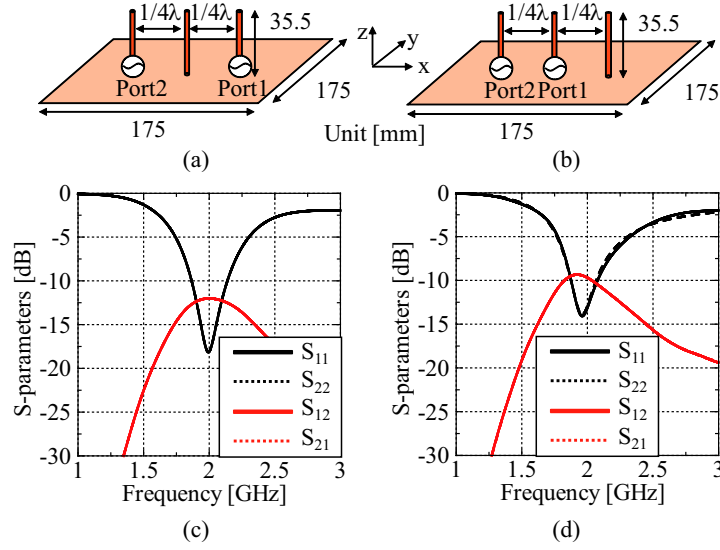 1/4λ 1/4λ
35.5
Port2 Port1
175
175
(a)
z y x
Unit [mm]
1/4λ 1/4λ
35.5
Port2 Port1
175
175
(b)
S-parameters [dB]
0
-5
-10
-15
-20
-25
-30
1 1.5 2 2.5 3
Frequency [GHz]
S11
S22
S12
S21
(c)
S-parameters [dB]
0
-5
-10
-15
-20
-25
-30
1 1.5 2 2.5 3
Frequency [GHz]
S11
S22
S12
S21
(d)